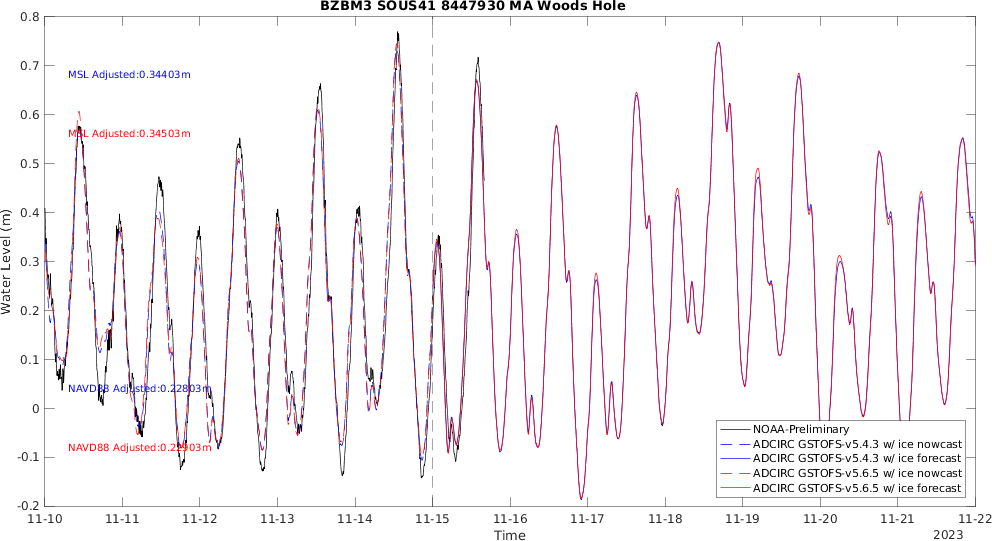 BZBM3 SOUS41 8447930 MA Woods Hole
Water Level (m)
0.8
0.7
0.6
0.5
0.4
0.3
0.2
0.1
0
-0.1
-0.2
MSL Adjusted:0.34403m
MSL Adjusted:0.34503m
NAVD88 Adjusted:0.22803m
NAVD88 Adjusted:0.22903m
NOAA-Preliminary
ADCIRC GSTOFS-v5.4.3 w/ ice nowcast
ADCIRC GSTOFS-v5.4.3 w/ ice forecast
ADCIRC GSTOFS-v5.6.5 w/ ice nowcast
ADCIRC GSTOFS-v5.6.5 w/ ice forecast
11-10 11-11 11-12 11-13 11-14 11-15 11-16 11-17 11-18 11-19 11-20 11-21 11-22
Time
2023